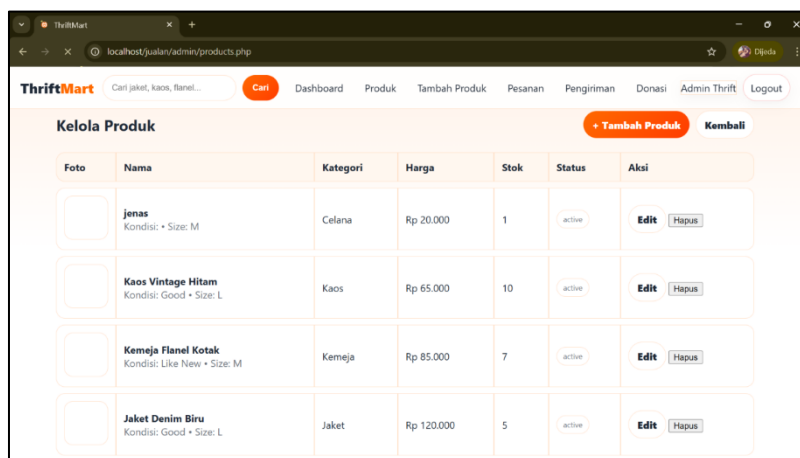 ThriftMart
localhost/jualan/admin/products.php
Dijeda
ThriftMart Cari jaket, kaos, flanel... Cari Dashboard Produk Tambah Produk Pesanan Pengiriman Donasi Admin Thrift Logout
Kelola Produk + Tambah Produk Kembali
Foto Nama Kategori Harga Stok Status Aksi
jenas
Kondisi: • Size: M
Celana Rp 20.000 1 active Edit Hapus
Kaos Vintage Hitam
Kondisi: Good • Size: L
Kaos Rp 65.000 10 active Edit Hapus
Kemeja Flanel Kotak
Kondisi: Like New • Size: M
Kemeja Rp 85.000 7 active Edit Hapus
Jaket Denim Biru
Kondisi: Good • Size: L
Jaket Rp 120.000 5 active Edit Hapus